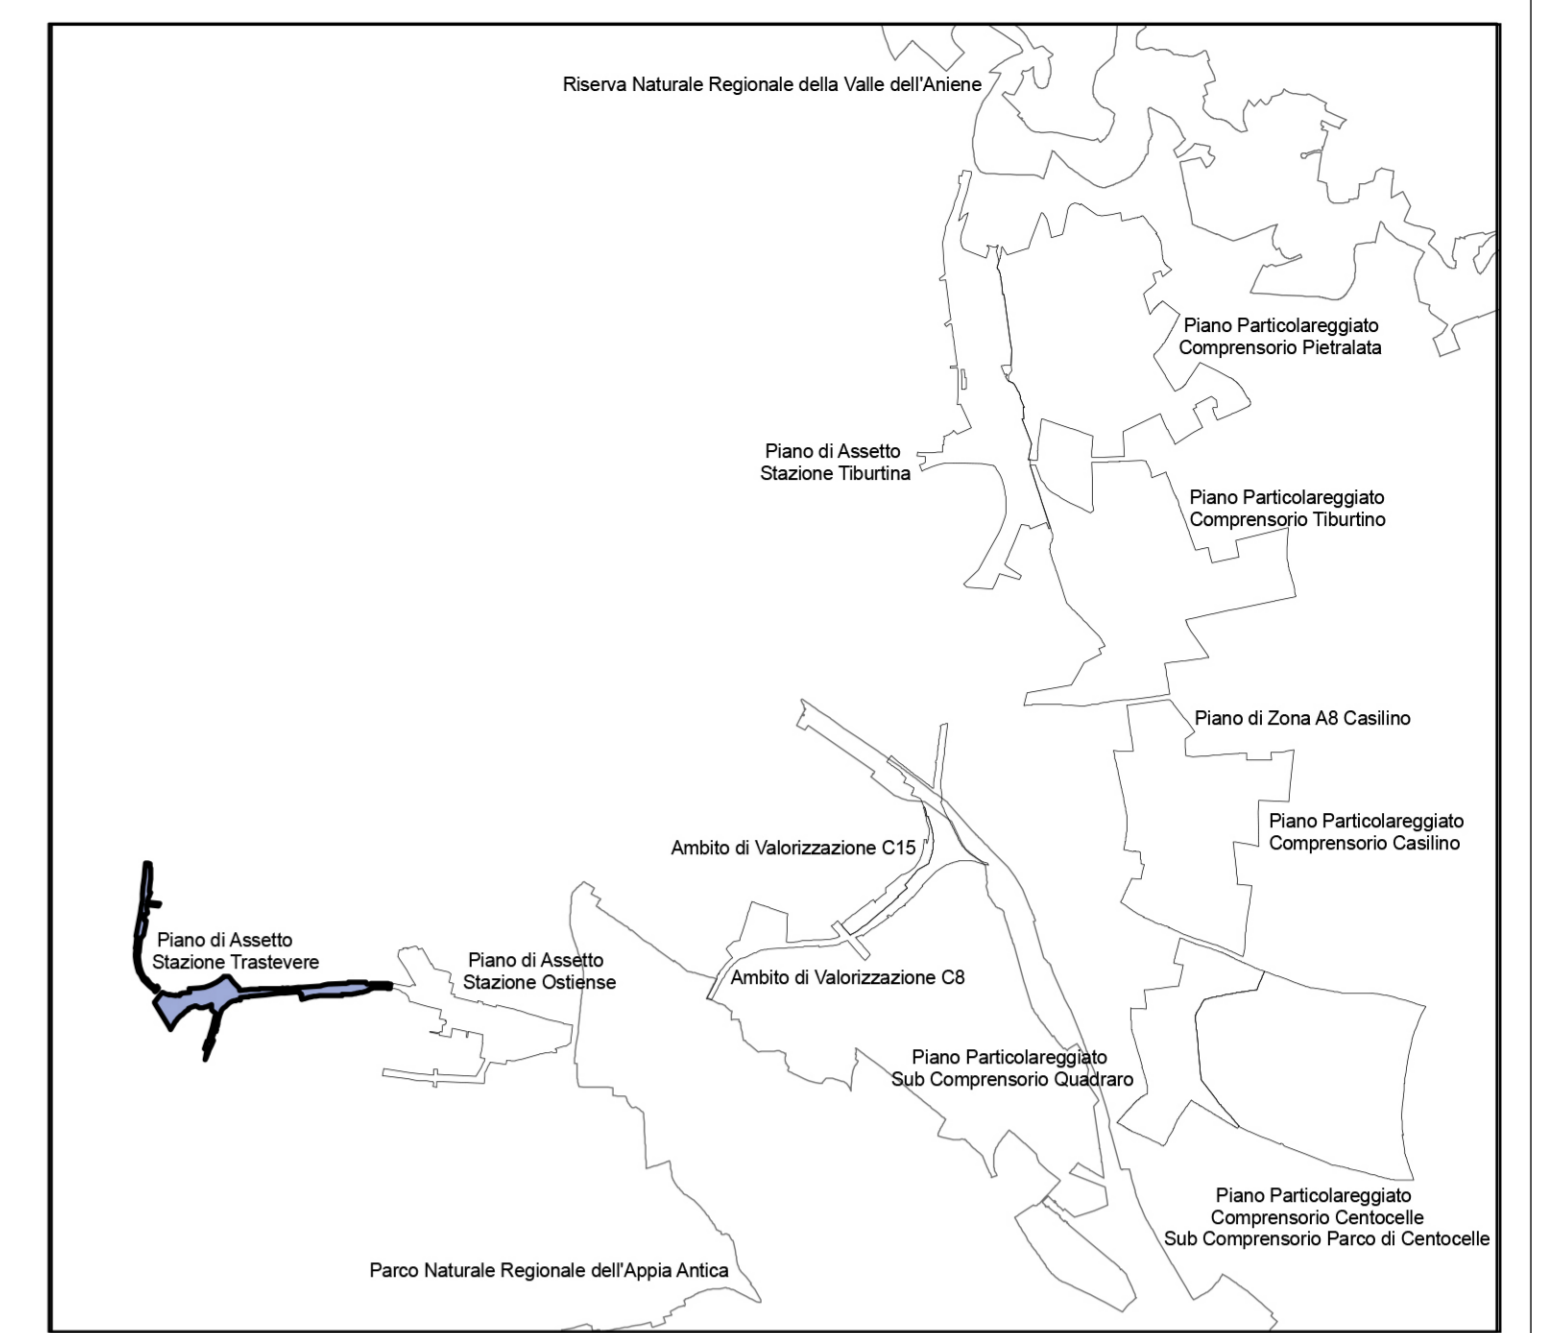 Riserva Naturale Regionale della Valle dell'Aniene
Piano Particolareggiato
Comprensorio Pietralata
Piano di Assetto
Stazione Tiburtina
Piano Particolareggiato
Comprensorio Tiburtino
Piano di Zona A8 Casilino
Piano Particolareggiato
Comprensorio Casilino
Ambito di Valorizzazione C15
Piano di Assetto
Stazione Trastevere
Piano di Assetto
Stazione Ostiense
Ambito di Valorizzazione C8
Piano Particolareggiato
Sub Comprensorio Quadraro
Piano Particolareggiato
Comprensorio Centocelle
Sub Comprensorio Parco di Centocelle
Parco Naturale Regionale dell'Appia Antica